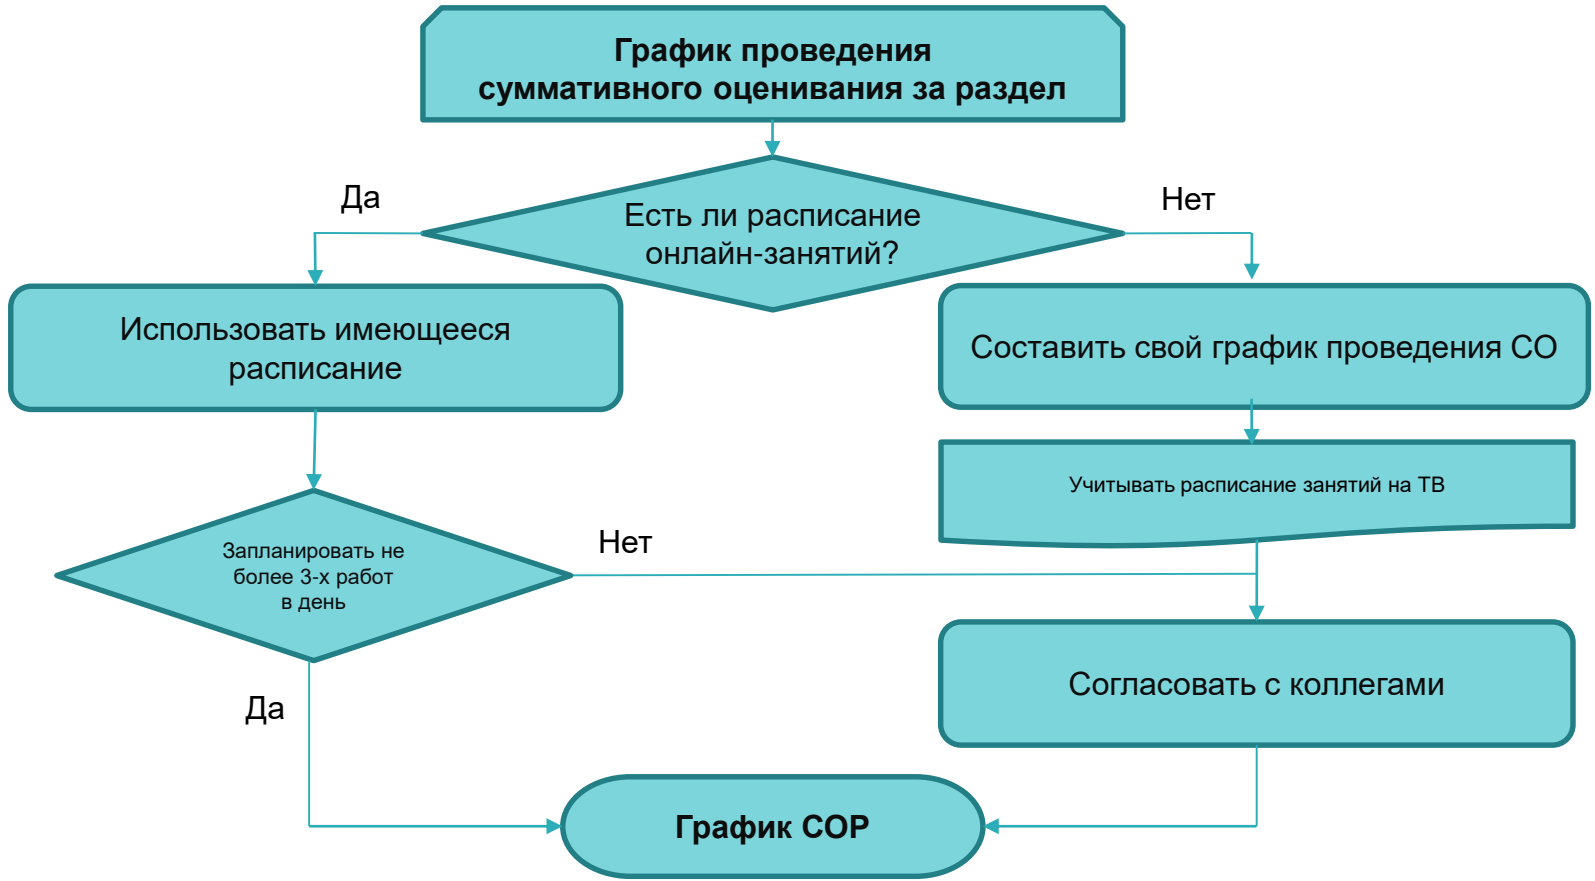 График проведения
суммативного оценивания за раздел
Да
Нет
Есть ли расписание
онлайн-занятий?
Использовать имеющееся
расписание
Составить свой график проведения СО
Учитывать расписание занятий на ТВ
Запланировать не
более 3-х работ
в день
Нет
Согласовать с коллегами
Да
График СОР